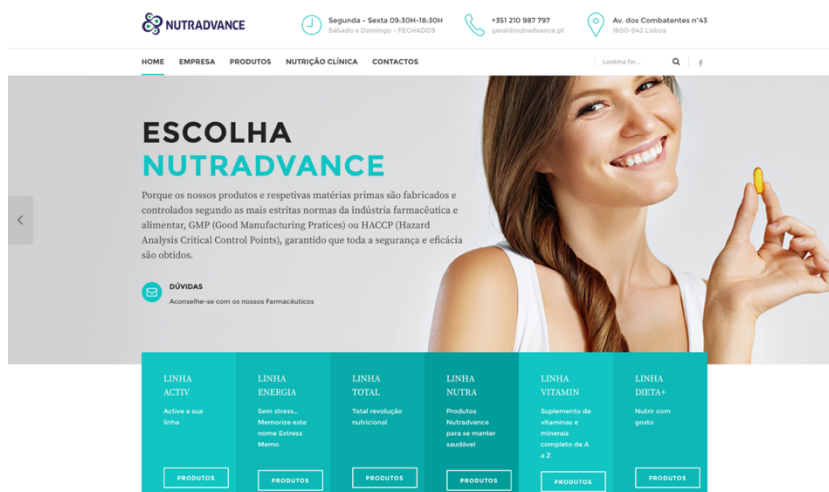 NUTRADVANCE
Segunda - Sexta 09:30H-18:30H
Sábado e Domingo - FECHADOS
+351 210 987 797
geral@nutradvance.pt
Av. dos Combatentes nº43
1600-042 Lisboa
HOME EMPRESA PRODUTOS NUTRIÇÃO CLÍNICA CONTACTOS
Looking for...
ESCOLHA
NUTRADVANCE
Porque os nossos produtos e respetivas matérias primas são fabricados e
controlados segundo as mais estritas normas da indústria farmacêutica e
alimentar, GMP (Good Manufacturing Pratices) ou HACCP (Hazard
Analysis Critical Control Points), garantido que toda a segurança e eficácia
são obtidos.
DÚVIDAS
Aconselhe-se com os nossos Farmacêuticos
LINHA
ACTIV
Active a sua
linha
PRODUTOS
LINHA
ENERGIA
Sem stress...
Memorize este
nome Extress
Memo
PRODUTOS
LINHA
TOTAL
Total revolução
nutricional
PRODUTOS
LINHA
NUTRA
Produtos
Nutradvance
para se manter
saudável
PRODUTOS
LINHA
VITAMIN
Suplemento de
vitaminas e
minerais
completo de A
a Z
PRODUTOS
LINHA
DIETA+
Nutrir com
gosto
PRODUTOS